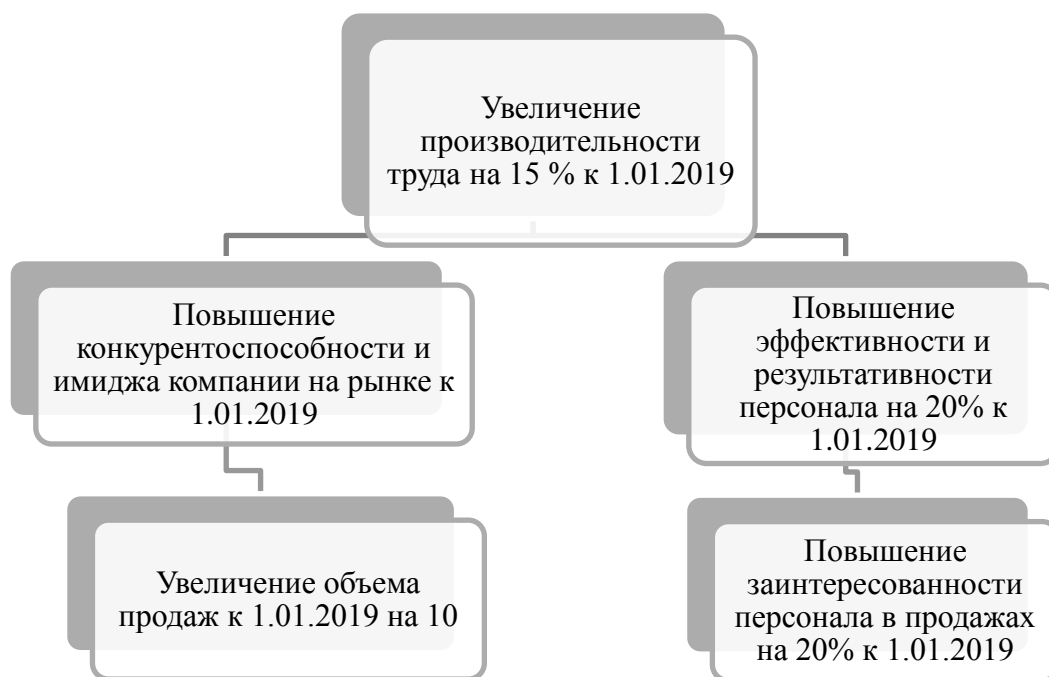 Увеличение
производительности
труда на 15 % к 1.01.2019
Повышение
конкурентоспособности и
имиджа компании на рынке к
1.01.2019
Повышение
эффективности и
результативности
персонала на 20% к
1.01.2019
Увеличение объема
продаж к 1.01.2019 на 10
Повышение
заинтересованности
персонала в продажах
на 20% к 1.01.2019